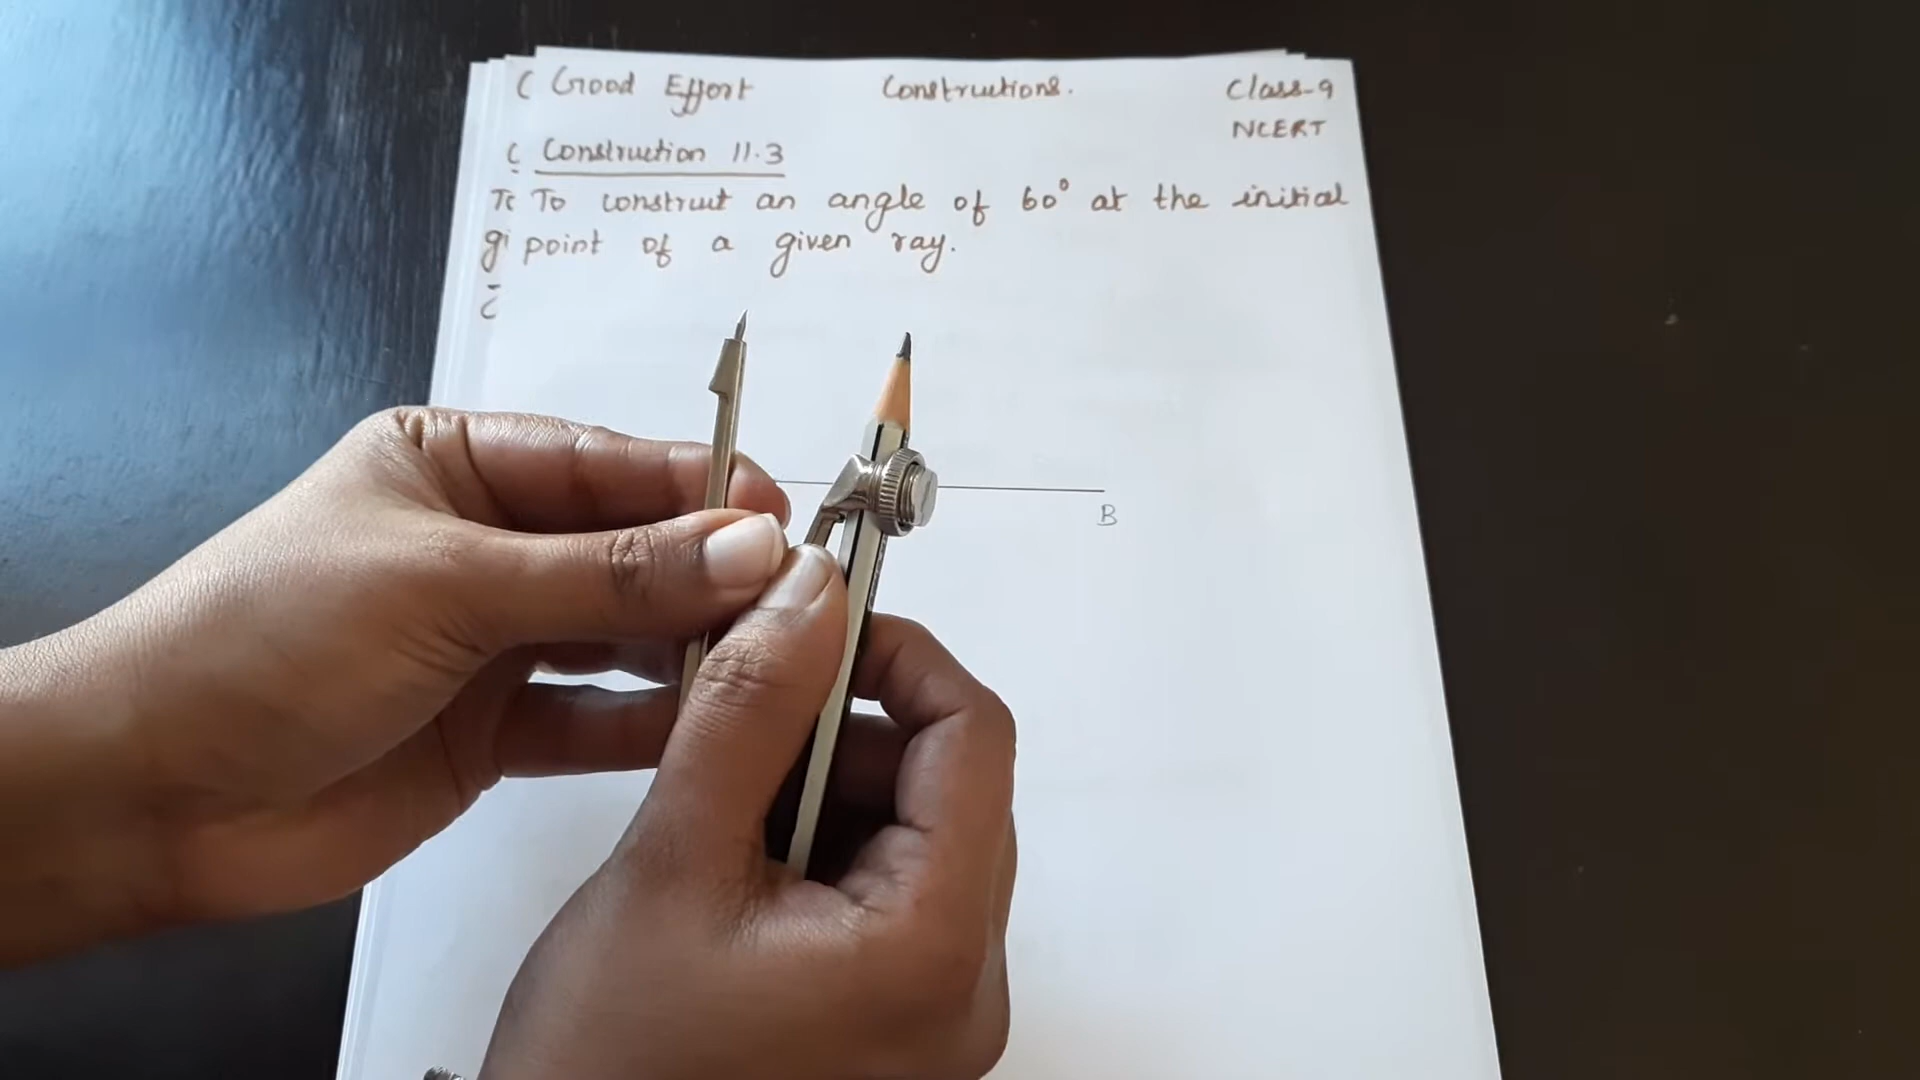 Good Effort Constructions. Class-9
NCERT
Construction 11.3
To construct an angle of 60° at the initial
point of a given ray.
B